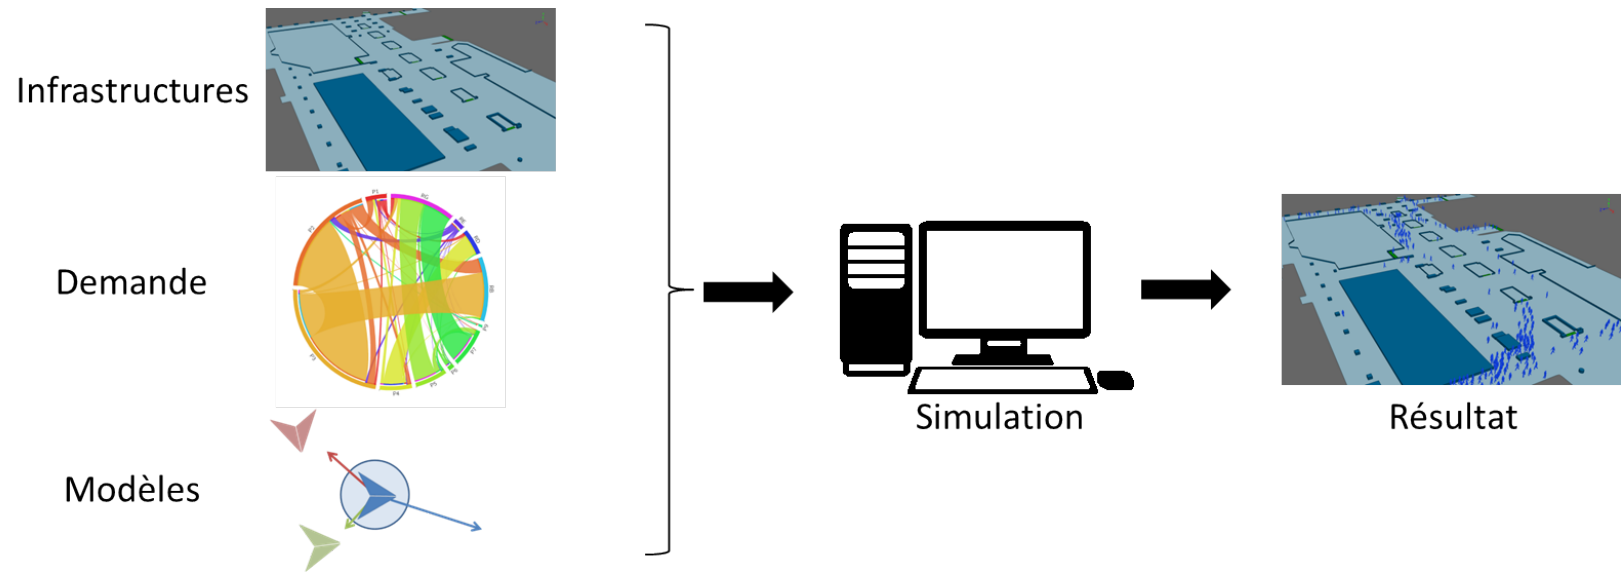 Infrastructures
Demande
Modèles
Simulation
Résultat